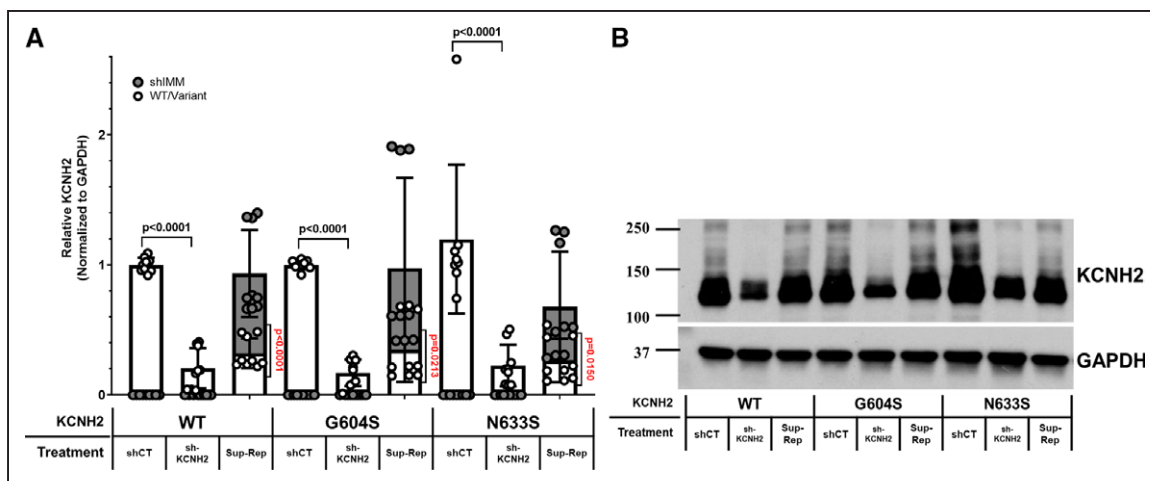 A
B
p<0.0001
shIMM
WT/Variant
Relative KCNH2
(Normalized to GAPDH)
2
1
0
p<0.0001
p<0.0001
p<0.0001
p=0.0213
p=0.0150
KCNH2
WT
G604S
N633S
Treatment
shCT
sh-
KCNH2
Sup-Rep
shCT
sh-
KCNH2
Sup-Rep
shCT
sh-
KCNH2
Sup-Rep
250
150
100
37
KCNH2
GAPDH
KCNH2
WT
G604S
N633S
Treatment
shCT
sh-
KCNH2
Sup-
Rep
shCT
sh-
KCNH2
Sup-
Rep
shCT
sh-
KCNH2
Sup-
Rep